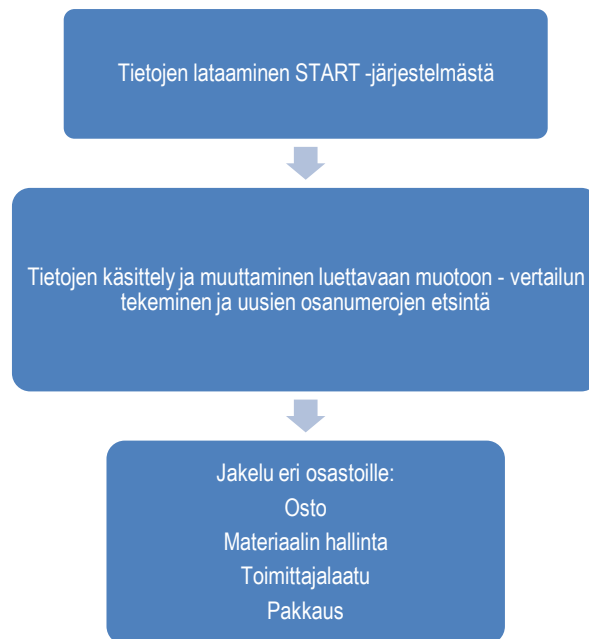 Tietojen lataaminen START -järjestelmästä
Tietojen käsittely ja muuttaminen luettavaan muotoon - vertailun
tekeminen ja uusien osanumerojen etsintä
Jakelu eri osastoille:
Osto
Materiaalin hallinta
Toimittajalaatu
Pakkaus